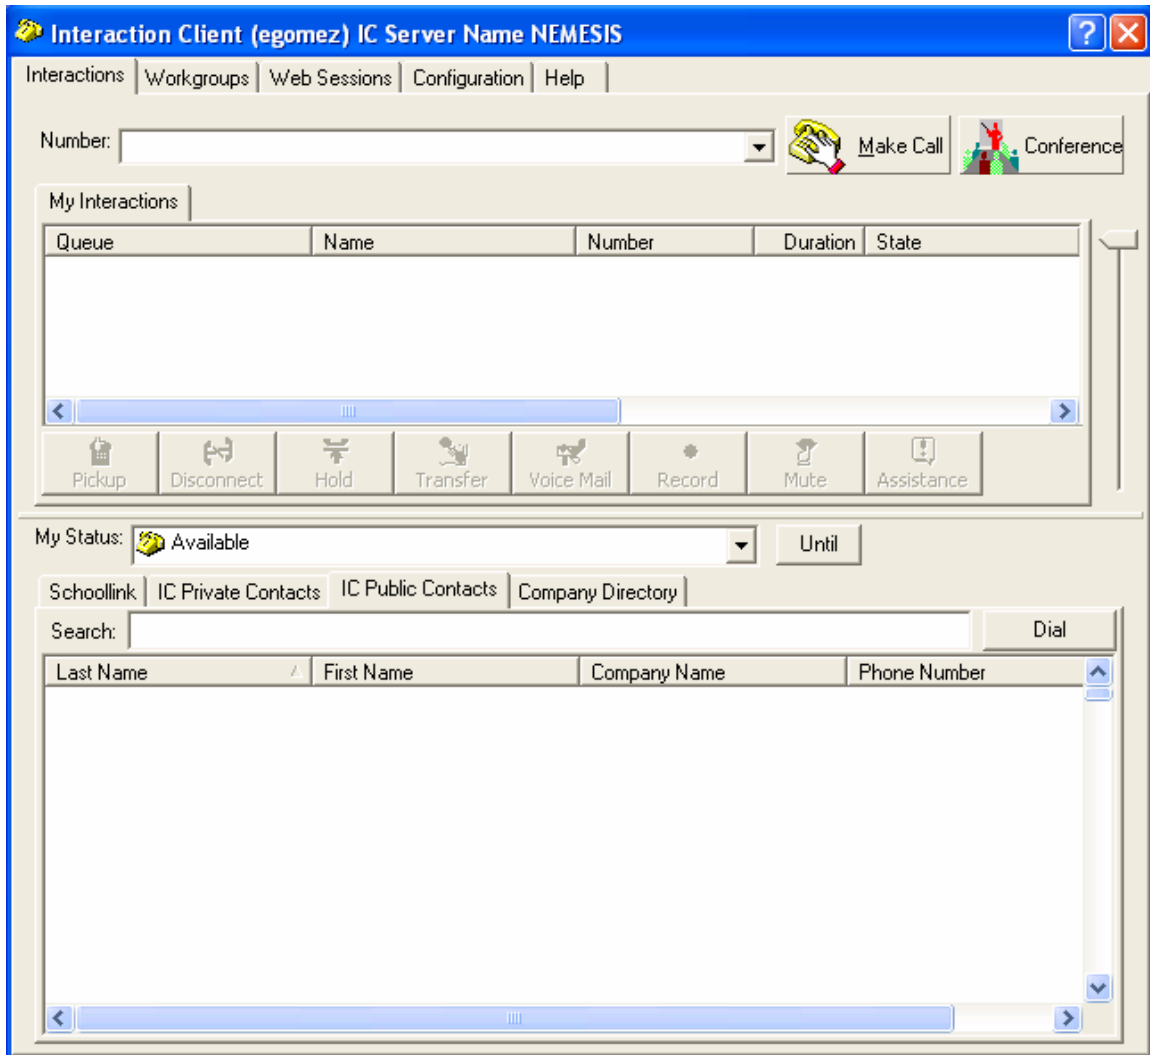 Interaction Client (egomez) IC Server Name NEMESIS
Interactions Workgroups Web Sessions Configuration Help
Number: Make Call Conference
My Interactions
Queue Name Number Duration State
Pickup Disconnect Hold Transfer Voice Mail Record Mute Assistance
My Status: Available Until
Schoollink IC Private Contacts IC Public Contacts Company Directory
Search: Dial
Last Name First Name Company Name Phone Number